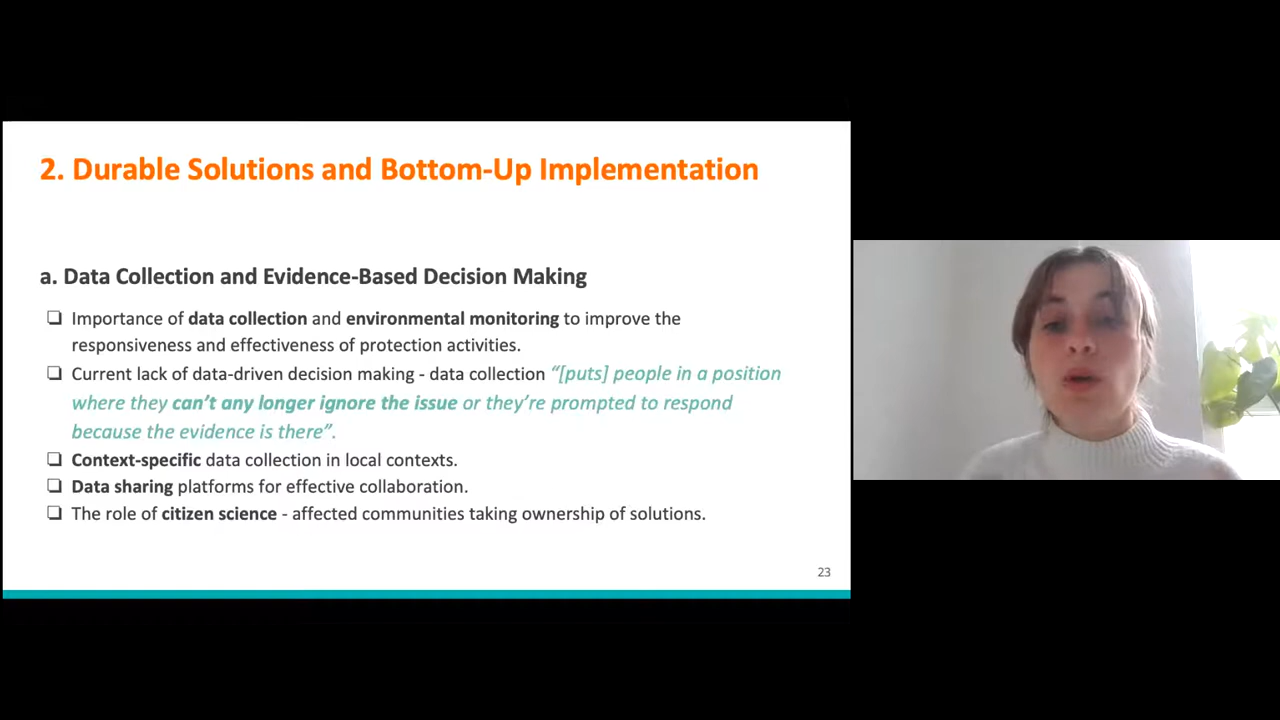 2. Durable Solutions and Bottom-Up Implementation
a. Data Collection and Evidence-Based Decision Making
❑ Importance of data collection and environmental monitoring to improve the
responsiveness and effectiveness of protection activities.
❑ Current lack of data-driven decision making - data collection “[puts] people in a position
where they can’t any longer ignore the issue or they’re prompted to respond
because the evidence is there”.
❑ Context-specific data collection in local contexts.
❑ Data sharing platforms for effective collaboration.
❑ The role of citizen science - affected communities taking ownership of solutions.
23